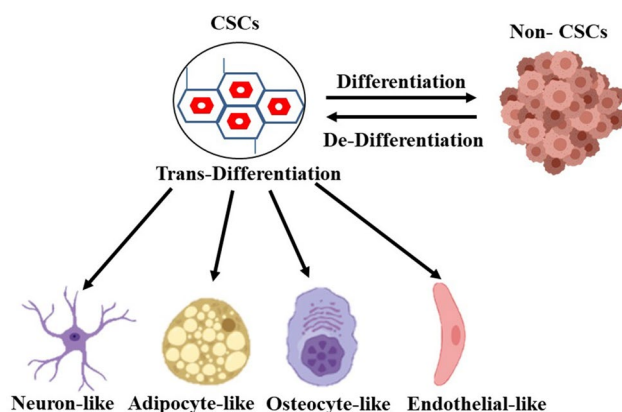 CSCs
Non- CSCs
Differentiation
De-Differentiation
Trans-Differentiation
Neuron-like
Adipocyte-like
Osteocyte-like
Endothelial-like